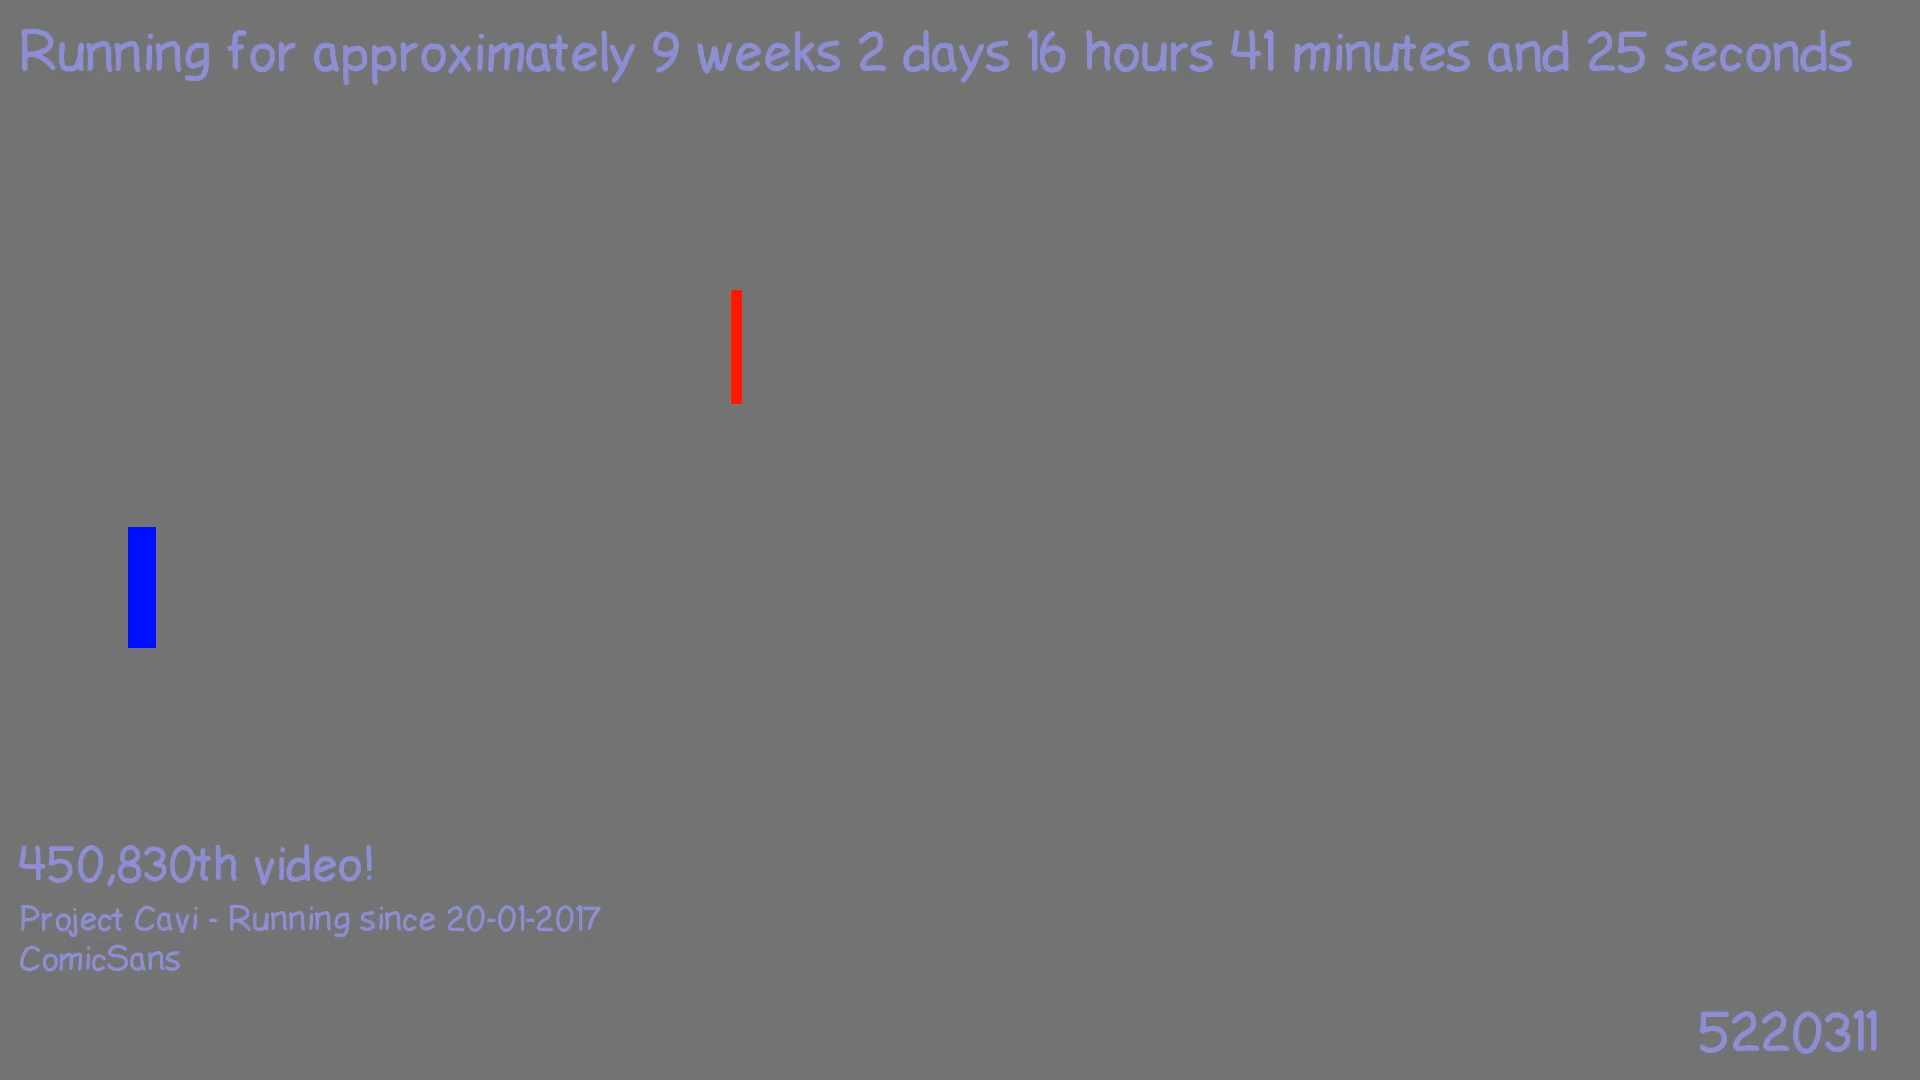 Running for approximately 9 weeks 2 days 16 hours 41 minutes and 25 seconds
450,830th video!
Project Cavi - Running since 20-01-2017
ComicSans
5220311